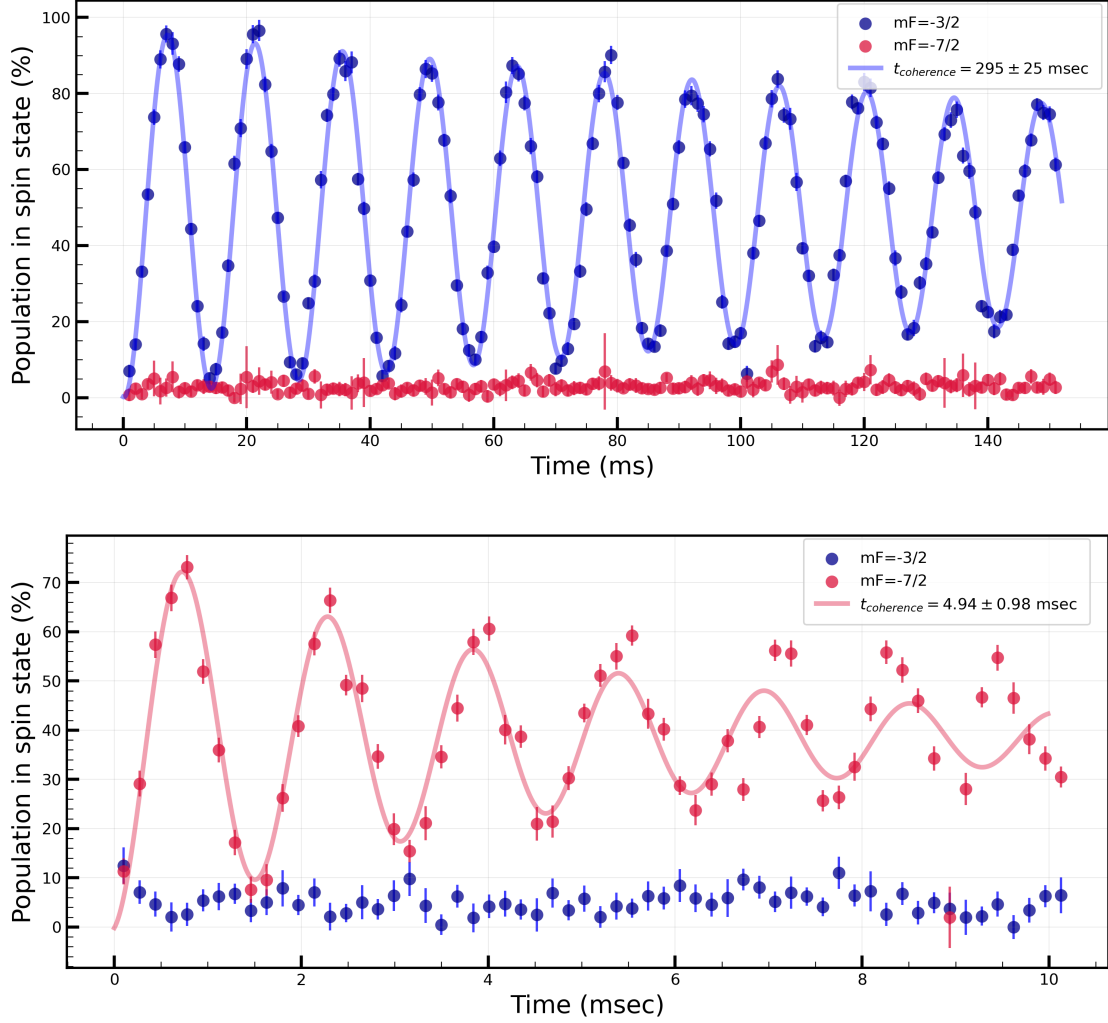 100
80
60
40
20
0
Population in spin state (%)
mF=-3/2
mF=-7/2
t_coherence = 295 ± 25 msec
0 20 40 60 80 100 120 140
Time (ms)
70
60
50
40
30
20
10
0
Population in spin state (%)
mF=-3/2
mF=-7/2
t_coherence = 4.94 ± 0.98 msec
0 2 4 6 8 10
Time (msec)